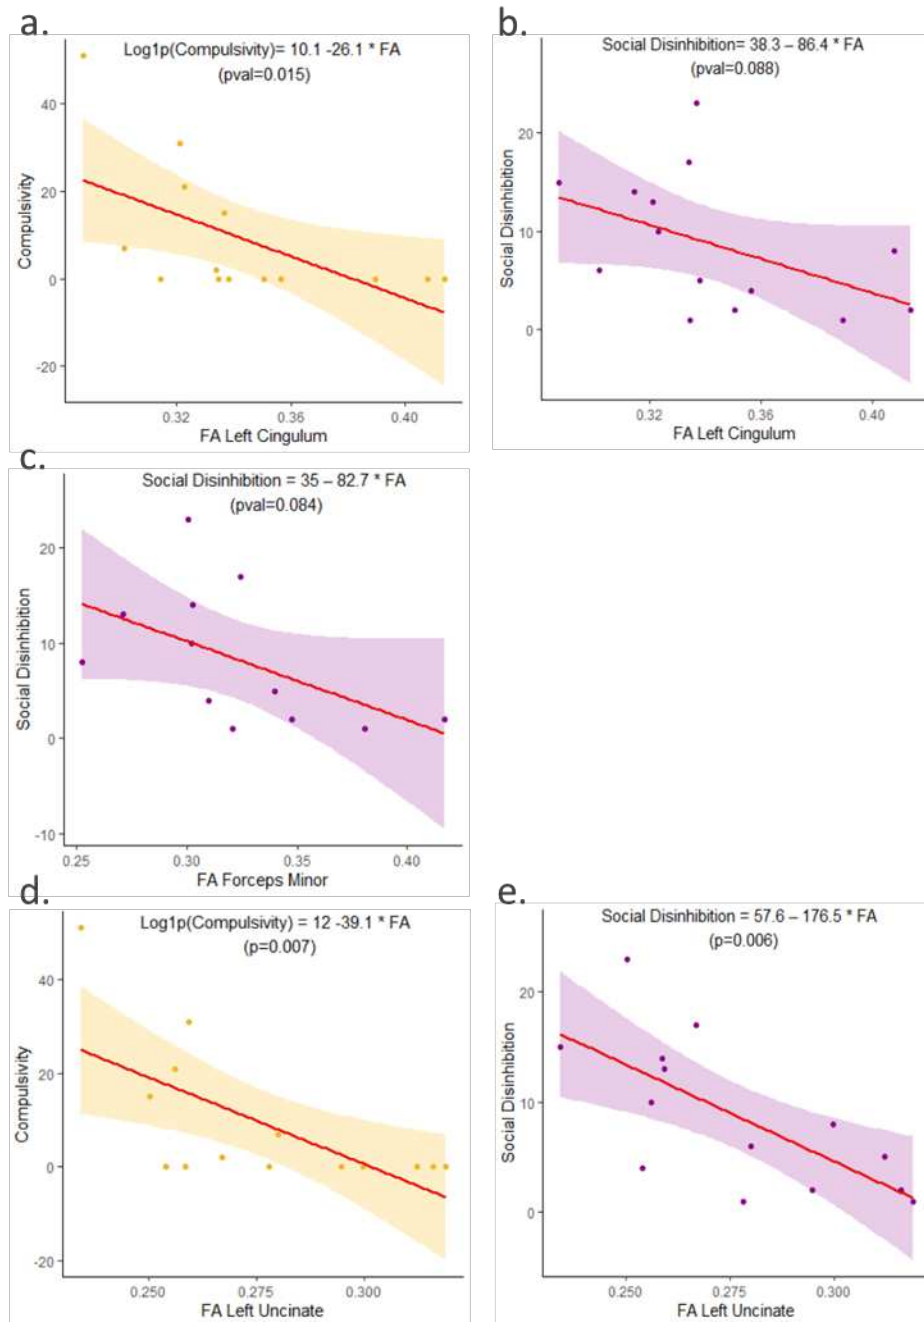 a.
Log1p(Compulsivity)= 10.1 -26.1 * FA
(pval=0.015)
40
20
0
-20
Compulsivity
0.32 0.36 0.40
FA Left Cingulum
b.
Social Disinhibition= 38.3 – 86.4 * FA
(pval=0.088)
20
10
0
Social Disinhibition
0.32 0.36 0.40
FA Left Cingulum
c.
Social Disinhibition = 35 – 82.7 * FA
(pval=0.084)
20
10
0
-10
Social Disinhibition
0.25 0.30 0.35 0.40
FA Forceps Minor
d.
Log1p(Compulsivity) = 12 -39.1 * FA
(p=0.007)
40
20
0
-20
Compulsivity
0.250 0.275 0.300
FA Left Uncinate
e.
Social Disinhibition = 57.6 – 176.5 * FA
(p=0.006)
20
10
0
Social Disinhibition
0.250 0.275 0.300
FA Left Uncinate